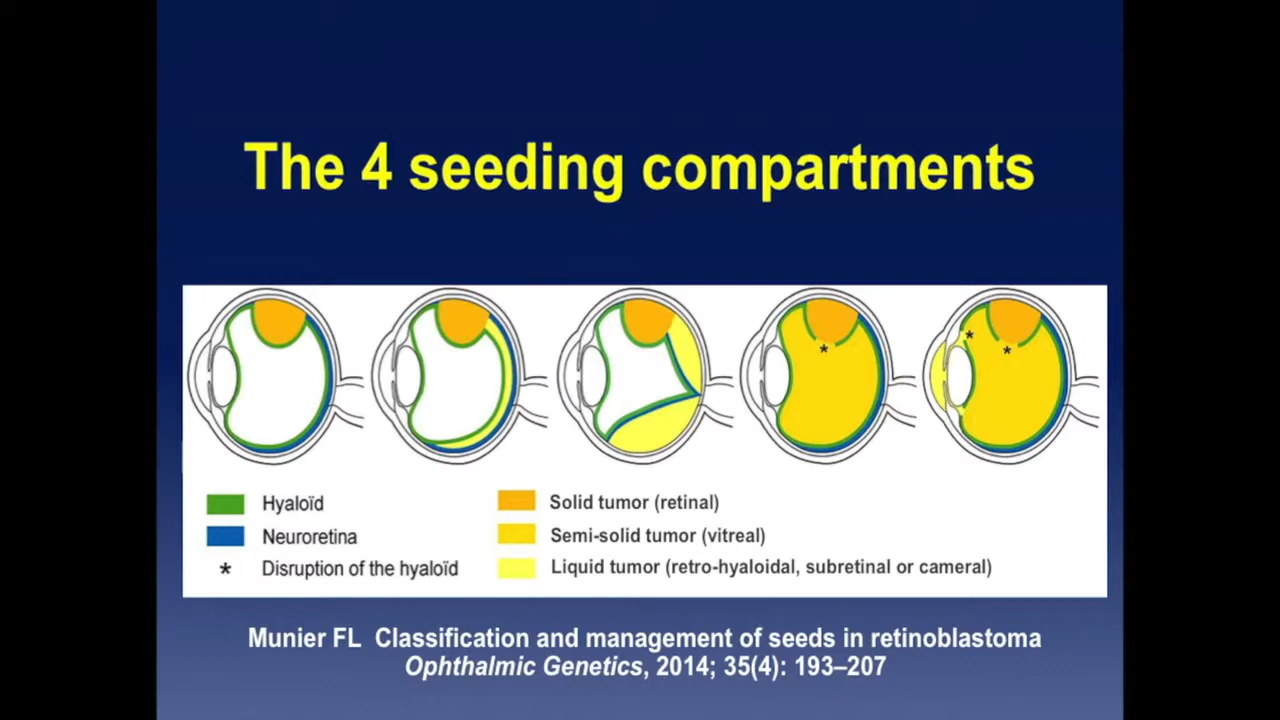 The 4 seeding compartments
*
*
*
Hyaloïd
Solid tumor (retinal)
Neuroretina
Semi-solid tumor (vitreal)
* Disruption of the hyaloïd
Liquid tumor (retro-hyaloidal, subretinal or cameral)
Munier FL Classification and management of seeds in retinoblastoma
Ophthalmic Genetics, 2014; 35(4): 193–207